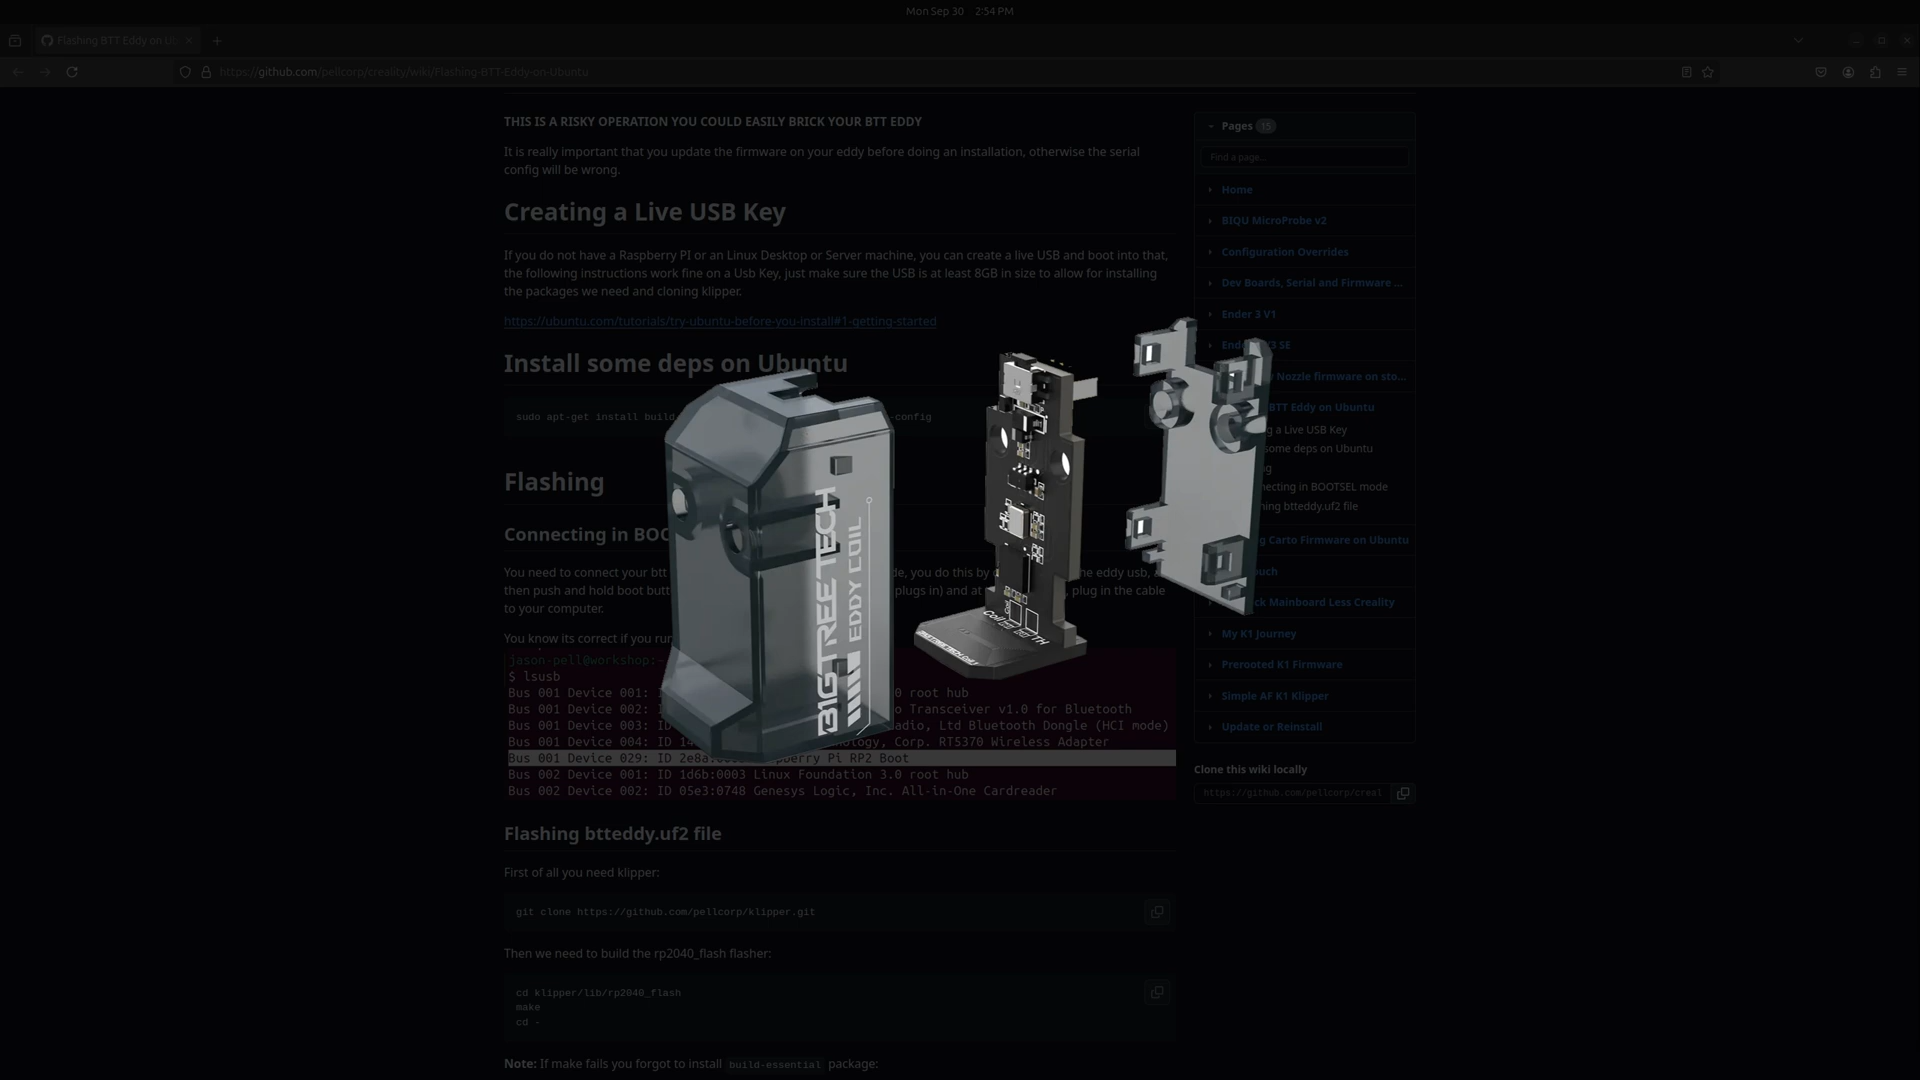 Mon Sep 30 2:54 PM
Flashing BTT Eddy on Ub
https://github.com/pellcorp/creality/wiki/Flashing-BTT-Eddy-on-Ubuntu
THIS IS A RISKY OPERATION YOU COULD EASILY BRICK YOUR BTT EDDY
It is really important that you update the firmware on your eddy before doing an installation, otherwise the serial
config will be wrong.
Creating a Live USB Key
If you do not have a Raspberry PI or an Linux Desktop or Server machine, you can create a live USB and boot into that,
the following instructions work fine on a Usb Key, just make sure the USB is at least 8GB in size to allow for installing
the packages we need and cloning klipper.
https://ubuntu.com/tutorials/try-ubuntu-before-you-install#1-getting-started
Install some deps on Ubuntu
sudo apt-get install build- -config
Flashing
Connecting in BOO
You need to connect your btt de, you do this by the eddy usb,
then push and hold boot butt plugs in) and at plug in the cable
to your computer.
You know its correct if you run
jason-pell@workshop:~
$ lsusb
Bus 001 Device 001: 0 root hub
Bus 001 Device 002: o Transceiver v1.0 for Bluetooth
Bus 001 Device 003: adio, Ltd Bluetooth Dongle (HCI mode)
Bus 001 Device 004: ID nology, Corp. RT5370 Wireless Adapter
Bus 001 Device 029: ID 2e8a: Pi RP2 Boot
Bus 002 Device 001: ID 1d6b:0003 Linux Foundation 3.0 root hub
Bus 002 Device 002: ID 05e3:0748 Genesys Logic, Inc. All-in-One Cardreader
Flashing btteddy.uf2 file
First of all you need klipper:
git clone https://github.com/pellcorp/klipper.git
Then we need to build the rp2040_flash flasher:
cd klipper/lib/rp2040_flash
make
cd -
Note: If make fails you forgot to install build-essential package:
Pages 15
Find a page...
Home
BIQU MicroProbe v2
Configuration Overrides
Dev Boards, Serial and Firmware ...
Ender 3 V1
Ende 3 SE
y Nozzle firmware on sto...
BTT Eddy on Ubuntu
g a Live USB Key
some deps on Ubuntu
g
necting in BOOTSEL mode
hing btteddy.uf2 file
g Carto Firmware on Ubuntu
ouch
ck Mainboard Less Creality
My K1 Journey
Prerooted K1 Firmware
Simple AF K1 Klipper
Update or Reinstall
Clone this wiki locally
https://github.com/pellcorp/creal
BIGTREETECH
EDDY COIL
Coil
TH